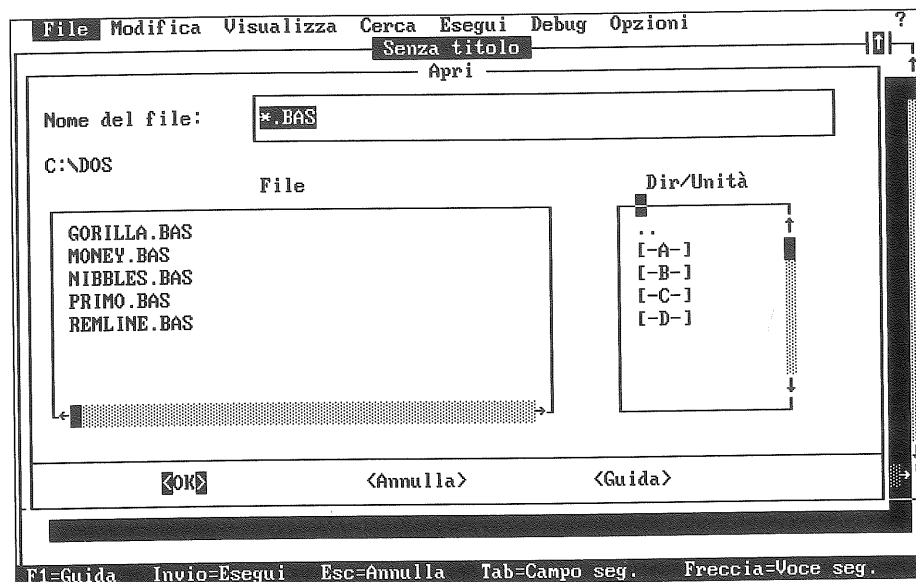 File Modifica Visualizza Cerca Esegui Debug Opzioni ?
Senza titolo
Apri
Nome del file: *.BAS
C:\DOS
File
Dir/Unità
GORILLA.BAS
MONEY.BAS
NIBBLES.BAS
PRIMO.BAS
REMLINE.BAS
..
[-A-]
[-B-]
[-C-]
[-D-]
<OK> <Annulla> <Guida>
F1=Guida Invio=Esegui Esc=Annulla Tab=Campo seg. Freccia=Voce seg.